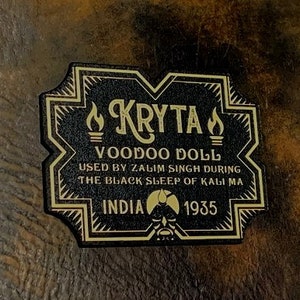 KRYTA
VOODOO DOLL
USED BY ZALIM SINGH DURING
THE BLACK SLEEP OF KALI MA
INDIA 1935